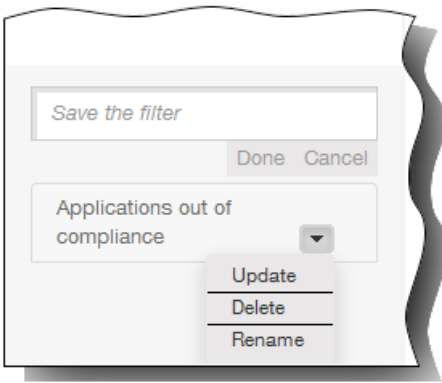 Save the filter
Done Cancel
Applications out of
compliance
Update
Delete
Rename